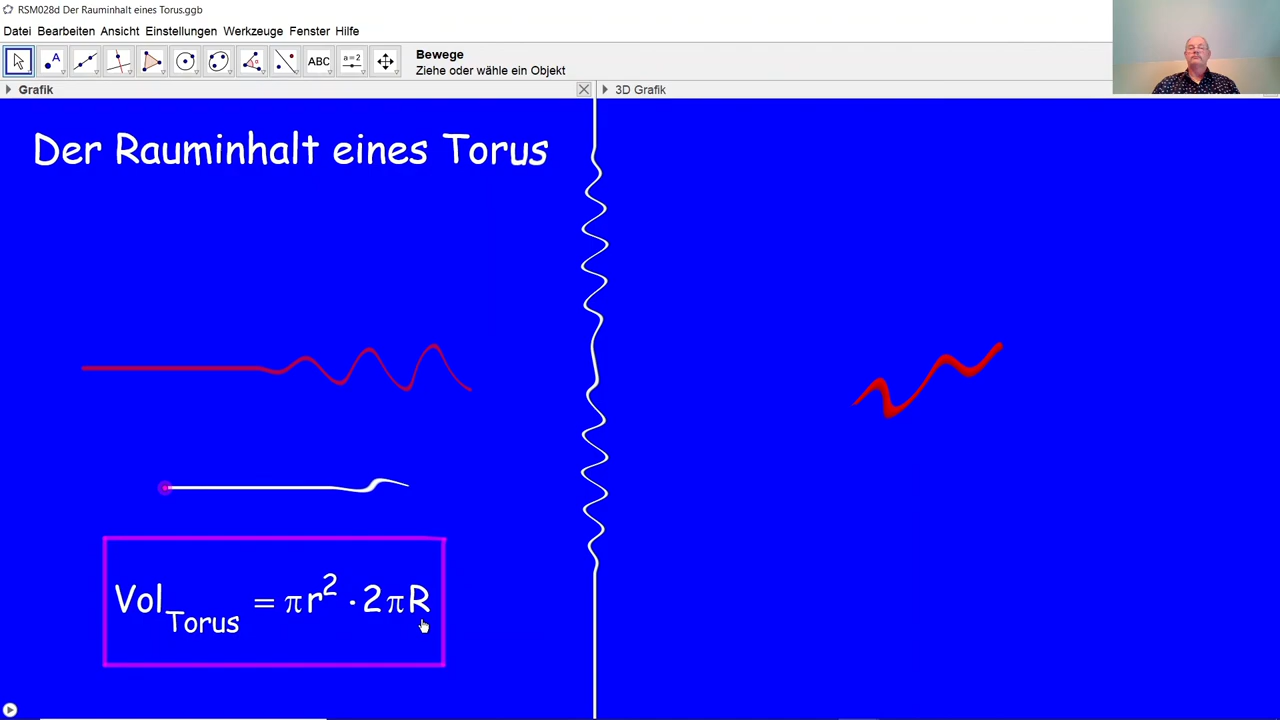 RSM028d Der Rauminhalt eines Torus.ggb
Datei Bearbeiten Ansicht Einstellungen Werkzeuge Fenster Hilfe
A
ABC
a=2
Bewege
Ziehe oder wähle ein Objekt
Grafik
3D Grafik
Der Rauminhalt eines Torus
Vol_Torus = πr² · 2πR